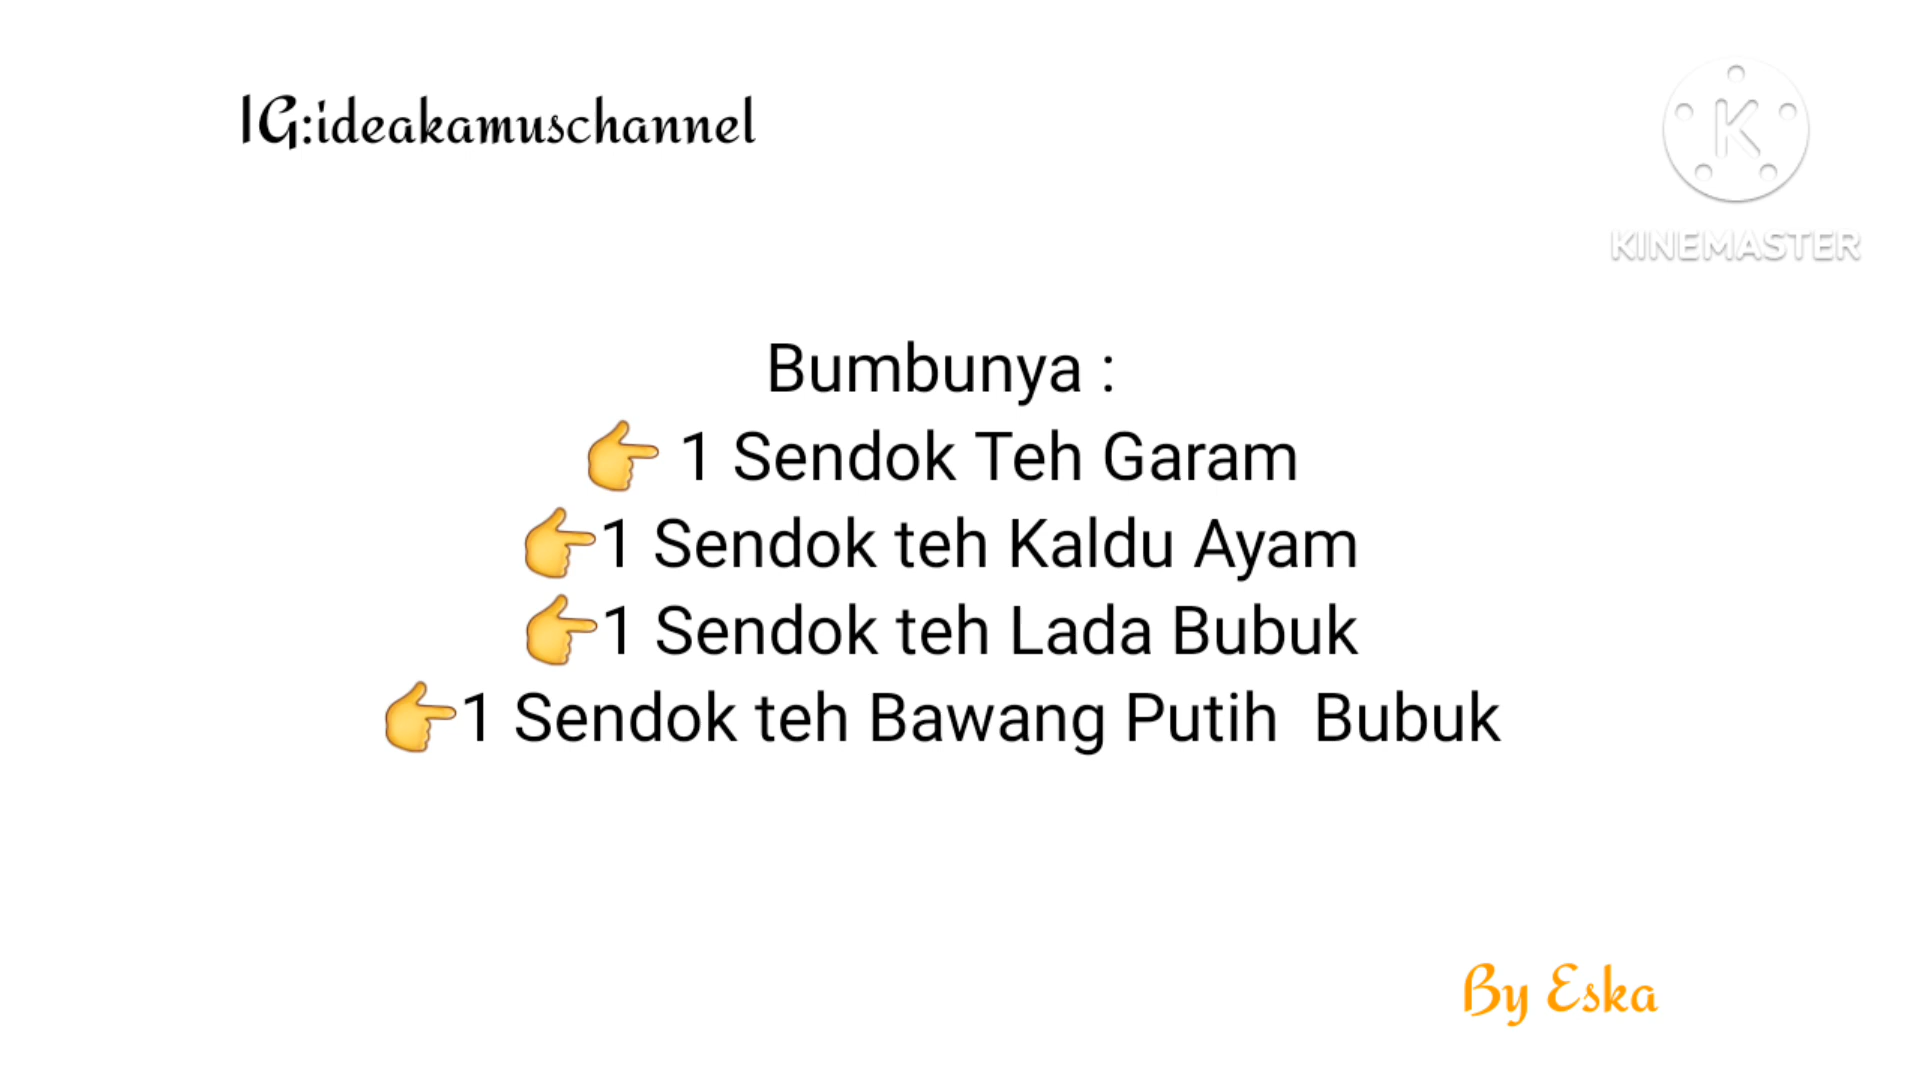 IG:ideakamuschannel
K
KINEMASTER
Bumbunya :
👉 1 Sendok Teh Garam
👉1 Sendok teh Kaldu Ayam
👉1 Sendok teh Lada Bubuk
👉1 Sendok teh Bawang Putih  Bubuk
By Eska